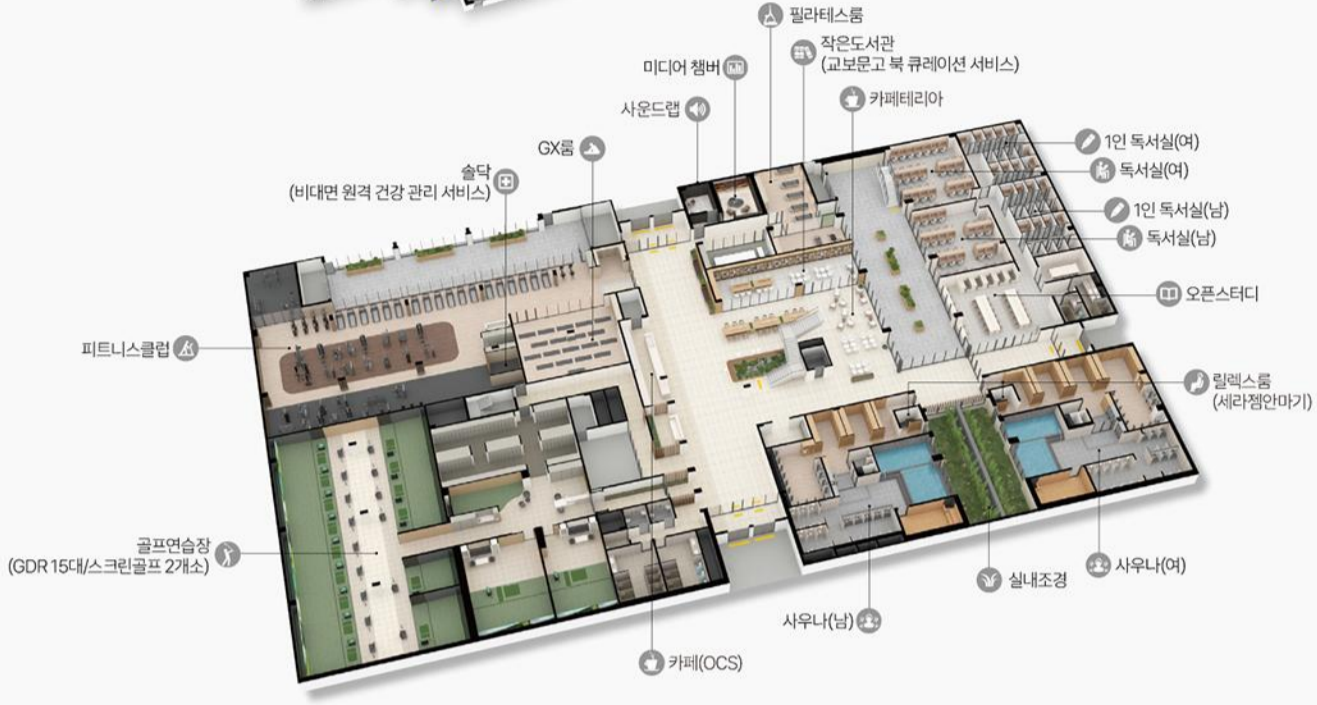 필라테스룸
작은도서관
(교보문고 북 큐레이션 서비스)
미디어 챔버
카페테리아
사운드랩
GX룸
솔닥
(비대면 원격 건강 관리 서비스)
1인 독서실(여)
독서실(여)
1인 독서실(남)
독서실(남)
오픈스터디
피트니스클럽
릴렉스룸
(세라젬안마기)
골프연습장
(GDR 15대/스크린골프 2개소)
실내조경
사우나(여)
사우나(남)
카페(OCS)